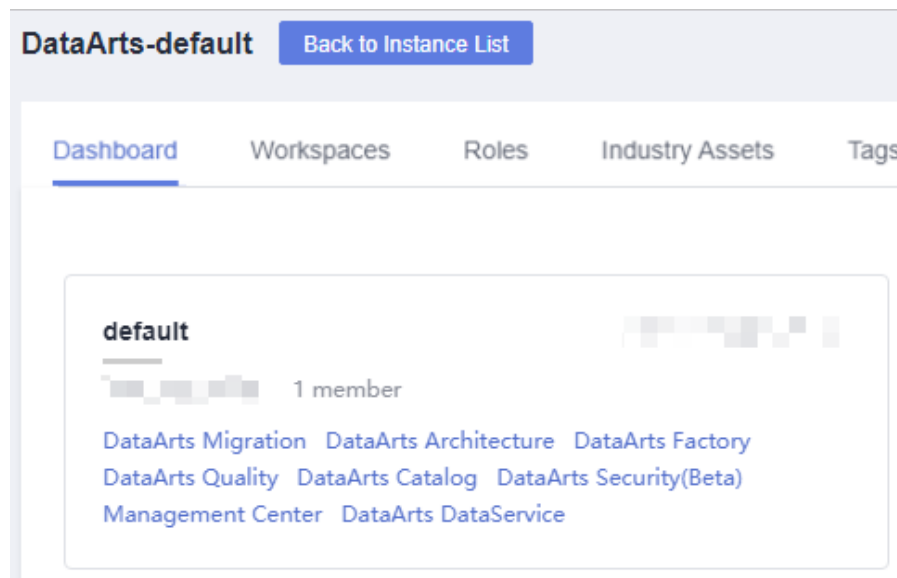 DataArts-default Back to Instance List
Dashboard Workspaces Roles Industry Assets Tags
default
1 member
DataArts Migration DataArts Architecture DataArts Factory
DataArts Quality DataArts Catalog DataArts Security(Beta)
Management Center DataArts DataService